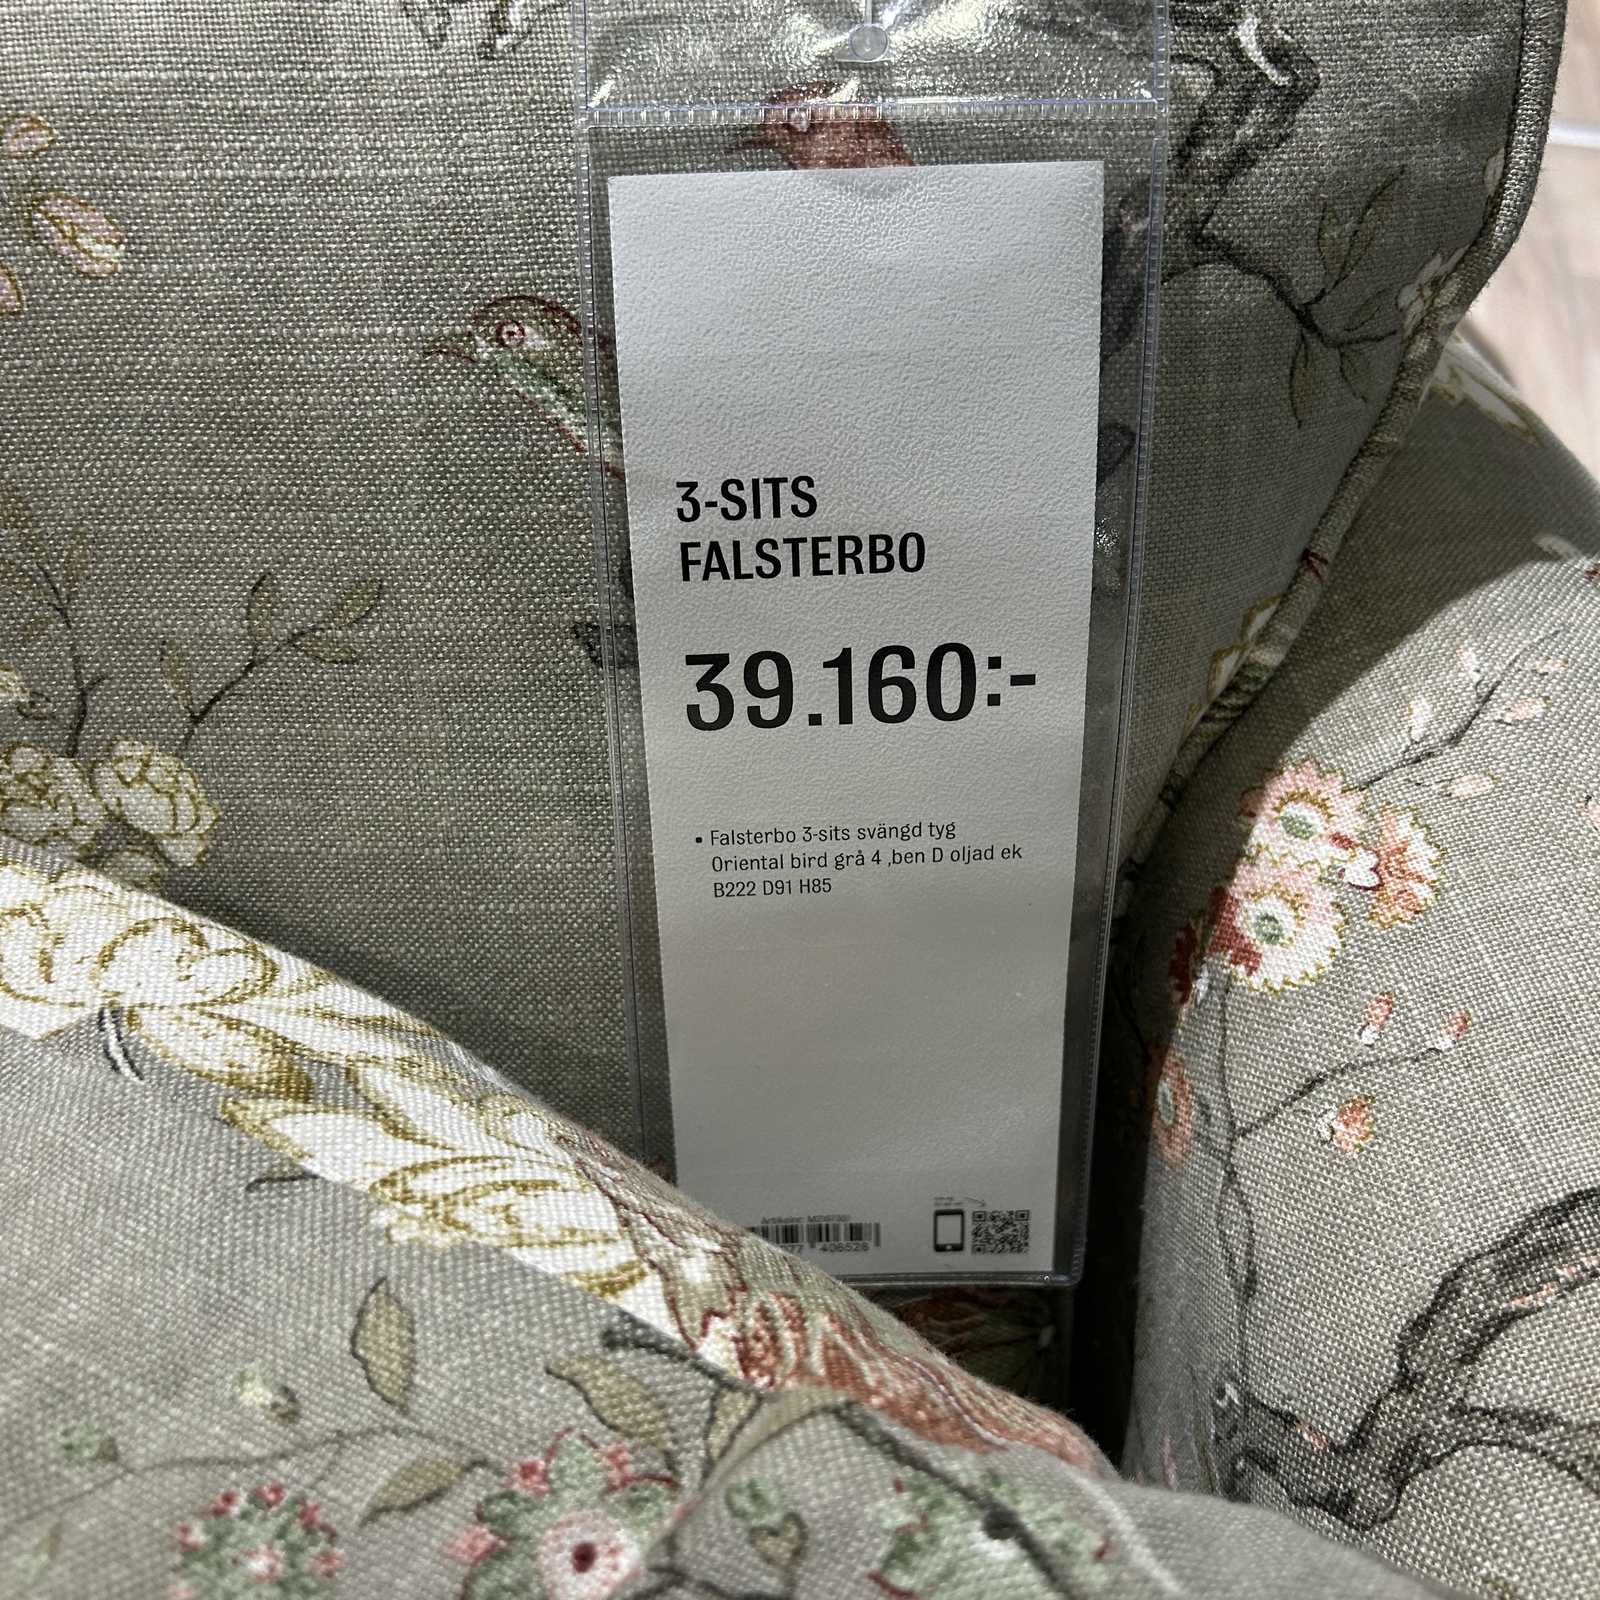 3-SITS
FALSTERBO
39.160:-
• Falsterbo 3-sits svängd tyg
Oriental bird grå 4 ,ben D oljad ek
B222 D91 H85
406526